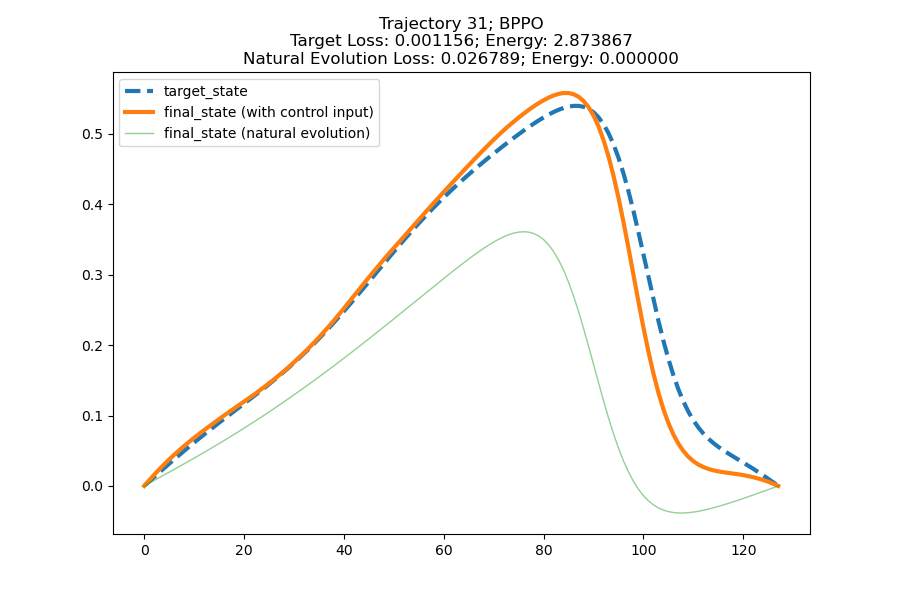 Trajectory 31; BPPO
Target Loss: 0.001156; Energy: 2.873867
Natural Evolution Loss: 0.026789; Energy: 0.000000
target_state
final_state (with control input)
final_state (natural evolution)
0.5
0.4
0.3
0.2
0.1
0.0
0 20 40 60 80 100 120